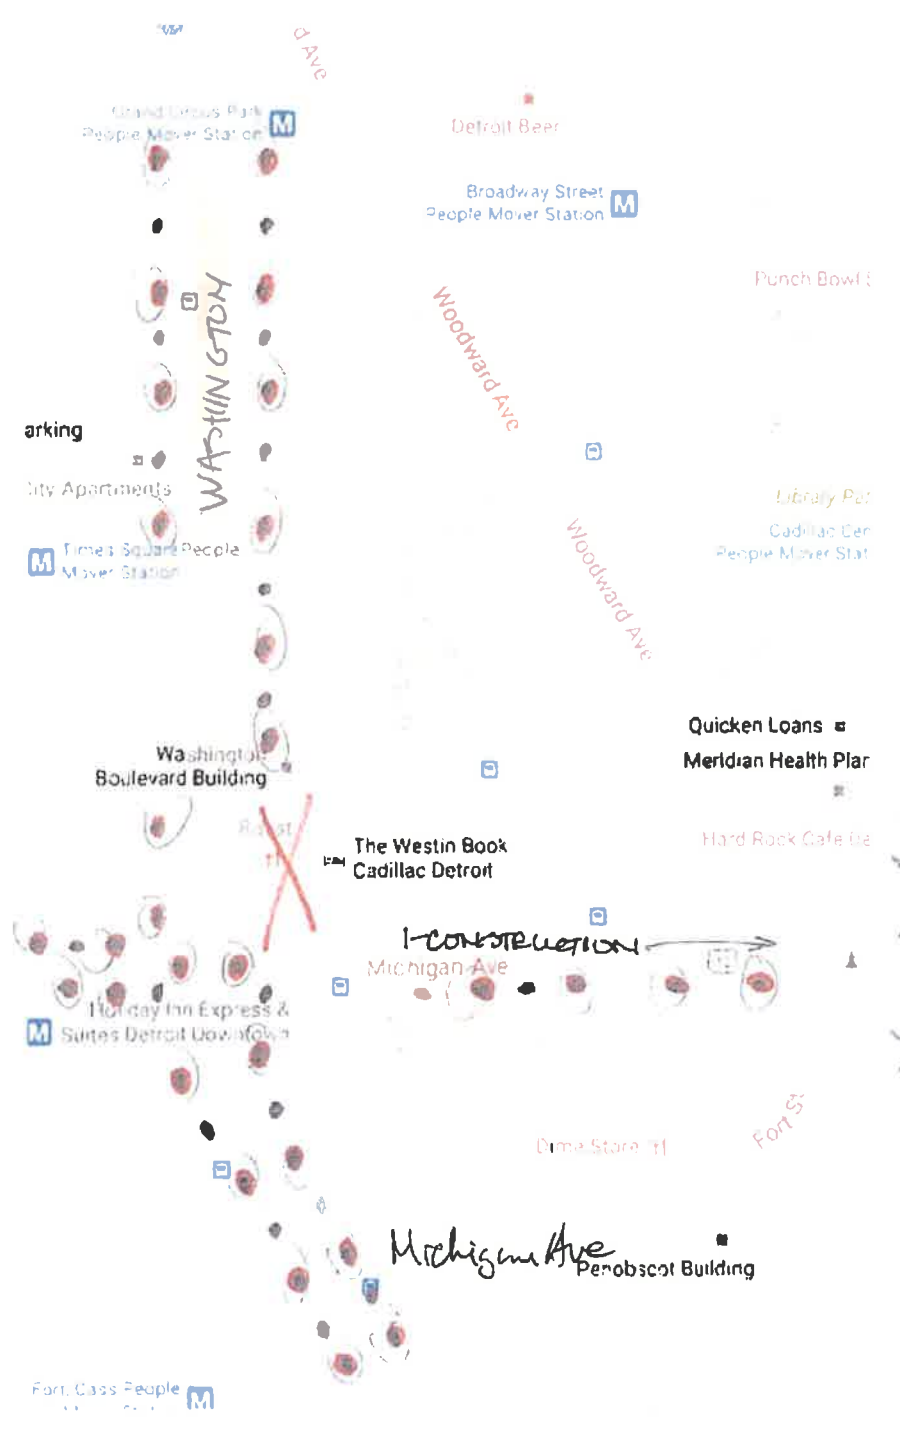 d Ave
Grand Circus Park
People Mover Station
M
Detroit Beer
Broadway Street
People Mover Station
M
Punch Bowl S
WASHINGTON
Woodward Ave
arking
City Apartments
Library Par
Cadillac Cen
People Mover Stat
M
Times Square People
Mover Station
Woodward Ave
Quicken Loans
Meridian Health Plar
Washington
Boulevard Building
Hard Rock Cafe De
The Westin Book
Cadillac Detroit
CONSTRUCTION
Michigan Ave
Holiday Inn Express &
Suites Detroit Downtown
M
Fort St
Dime Store
Michigan Ave
Penobscot Building
Fort Cass People
M